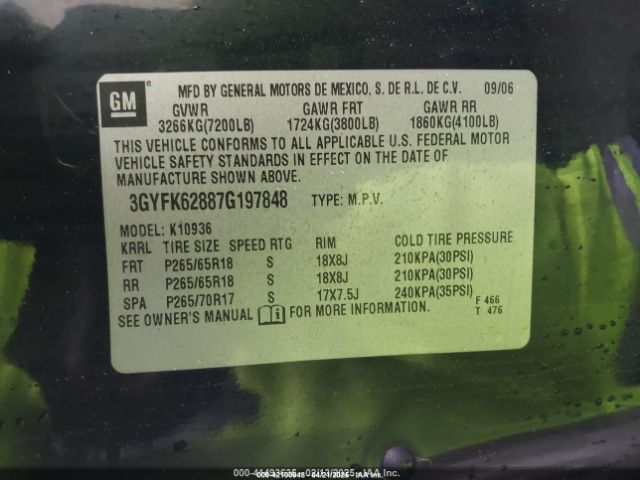 GM
MFD BY GENERAL MOTORS DE MEXICO, S. DE R.L. DE C.V. 09/06
GVWR GAWR FRT GAWR RR
3266KG(7200LB) 1724KG(3800LB) 1860KG(4100LB)
THIS VEHICLE CONFORMS TO ALL APPLICABLE U.S. FEDERAL MOTOR
VEHICLE SAFETY STANDARDS IN EFFECT ON THE DATE OF
MANUFACTURE SHOWN ABOVE.
3GYFK62887G197848 TYPE: M.P.V.
MODEL: K10936
KRRL TIRE SIZE SPEED RTG RIM COLD TIRE PRESSURE
FRT P265/65R18 S 18X8J 210KPA(30PSI)
RR P265/65R18 S 18X8J 210KPA(30PSI)
SPA P265/70R17 S 17X7.5J 240KPA(35PSI)
SEE OWNER'S MANUAL FOR MORE INFORMATION.
F 466
T 476
IAA Inc.